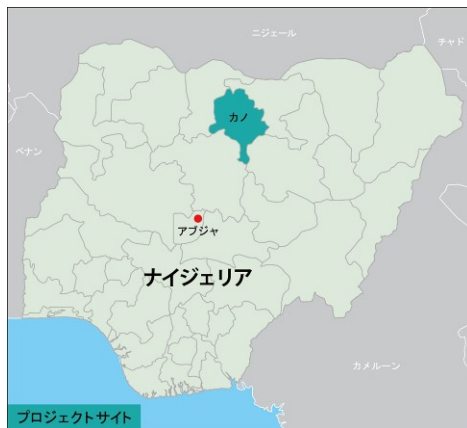 ニジェール
チャド
カノ
ベナン
アブジャ
ナイジェリア
カメルーン
プロジェクトサイト